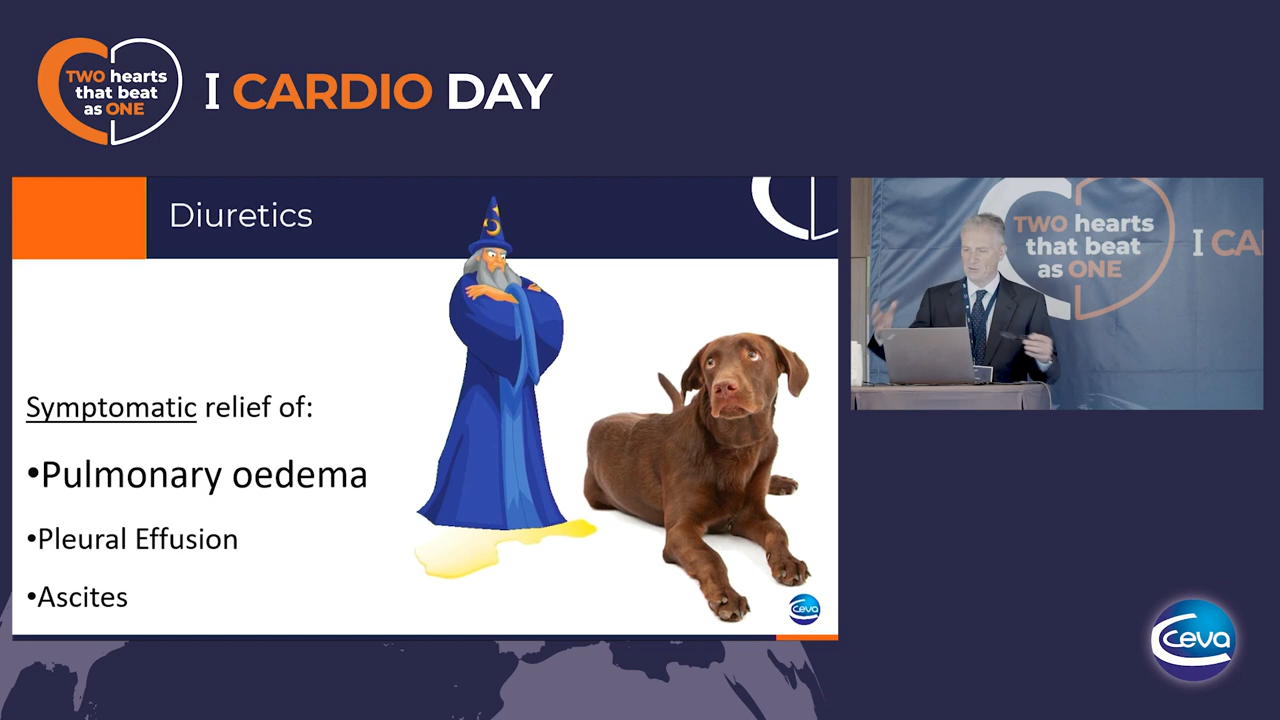 TWO hearts
that beat
as ONE
I CARDIO DAY
Diuretics
Symptomatic relief of:
•Pulmonary oedema
•Pleural Effusion
•Ascites
Ceva
TWO hearts
that beat
as ONE
I CA
Ceva